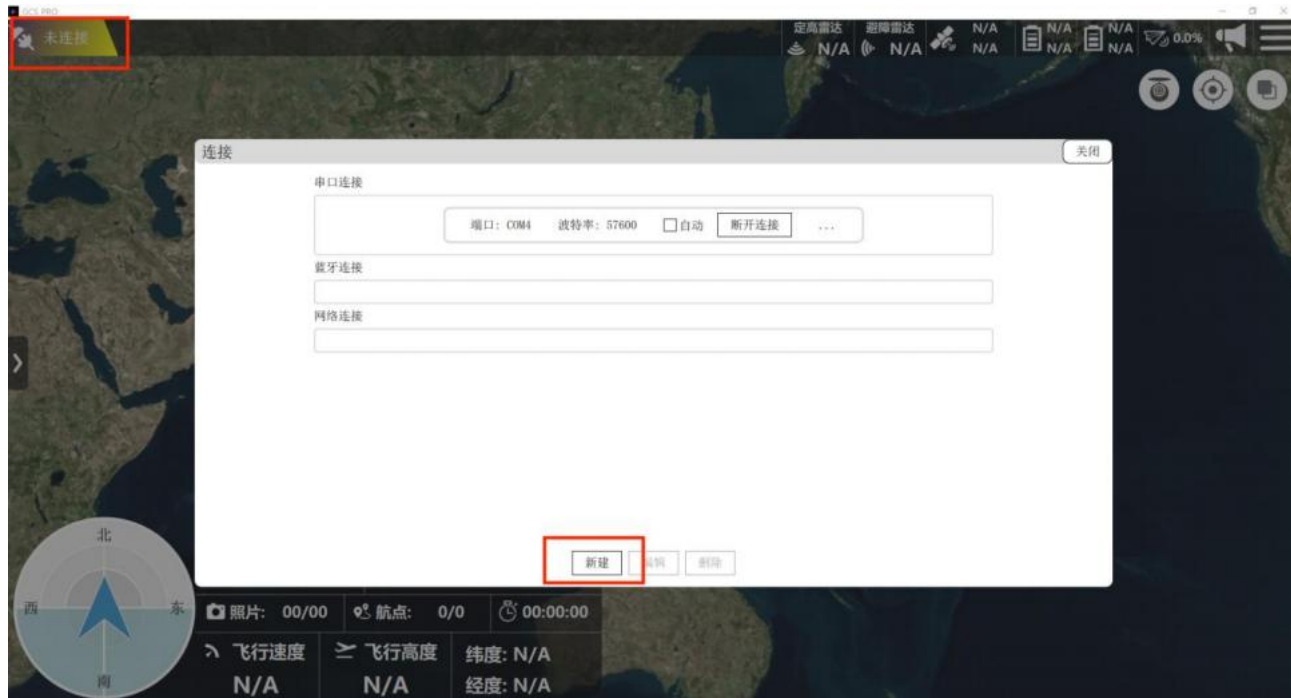 GCS PRO
未连接
定高雷达 N/A
避障雷达 N/A
N/A
N/A
N/A
N/A
N/A
N/A
0.0%
连接
关闭
串口连接
端口: COM4 波特率: 57600 自动 断开连接 ...
蓝牙连接
网络连接
新建 编辑 删除
北
西
东
南
照片: 00/00 航点: 0/0 00:00:00
飞行速度 飞行高度 纬度: N/A
N/A N/A 经度: N/A